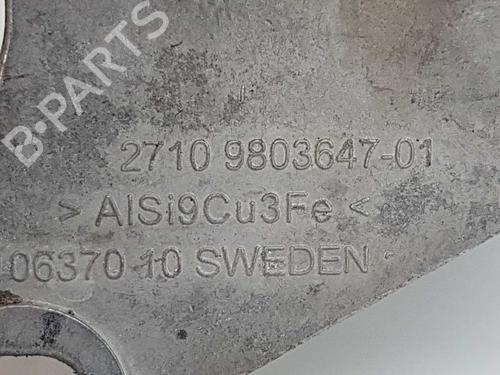 B-PARTS
2710 9803647-01
> AlSi9Cu3Fe <
06370 10 SWEDEN